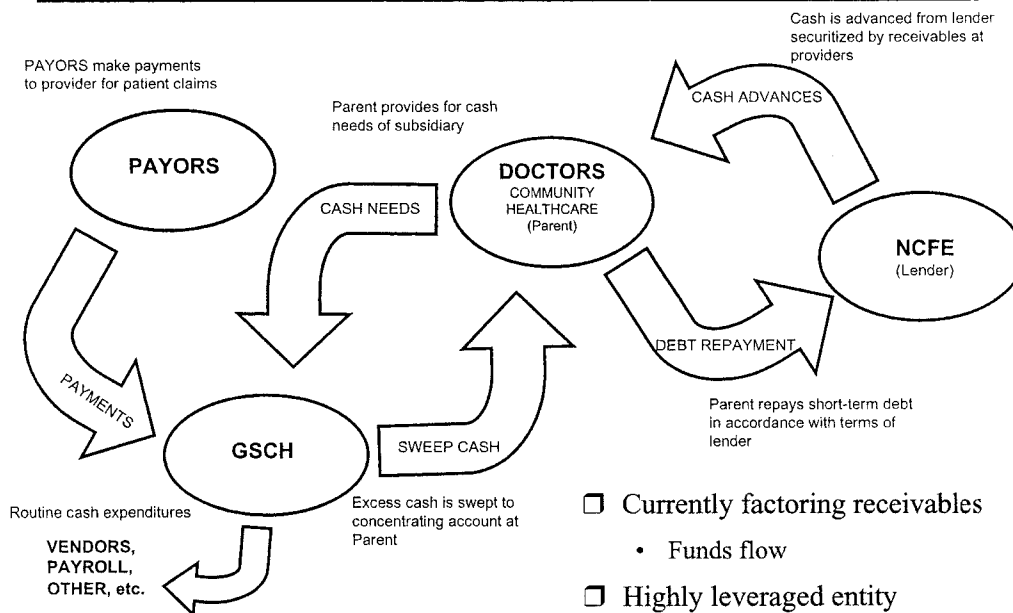 Cash is advanced from lender
securitized by receivables at
providers
PAYORS make payments
to provider for patient claims
Parent provides for cash
needs of subsidiary
CASH ADVANCES
PAYORS
DOCTORS
COMMUNITY
HEALTHCARE
(Parent)
CASH NEEDS
NCFE
(Lender)
PAYMENTS
DEBT REPAYMENT
Parent repays short-term debt
in accordance with terms of
lender
GSCH
SWEEP CASH
Routine cash expenditures
Excess cash is swept to
concentrating account at
Parent
VENDORS,
PAYROLL,
OTHER, etc.
❐ Currently factoring receivables
• Funds flow
❐ Highly leveraged entity